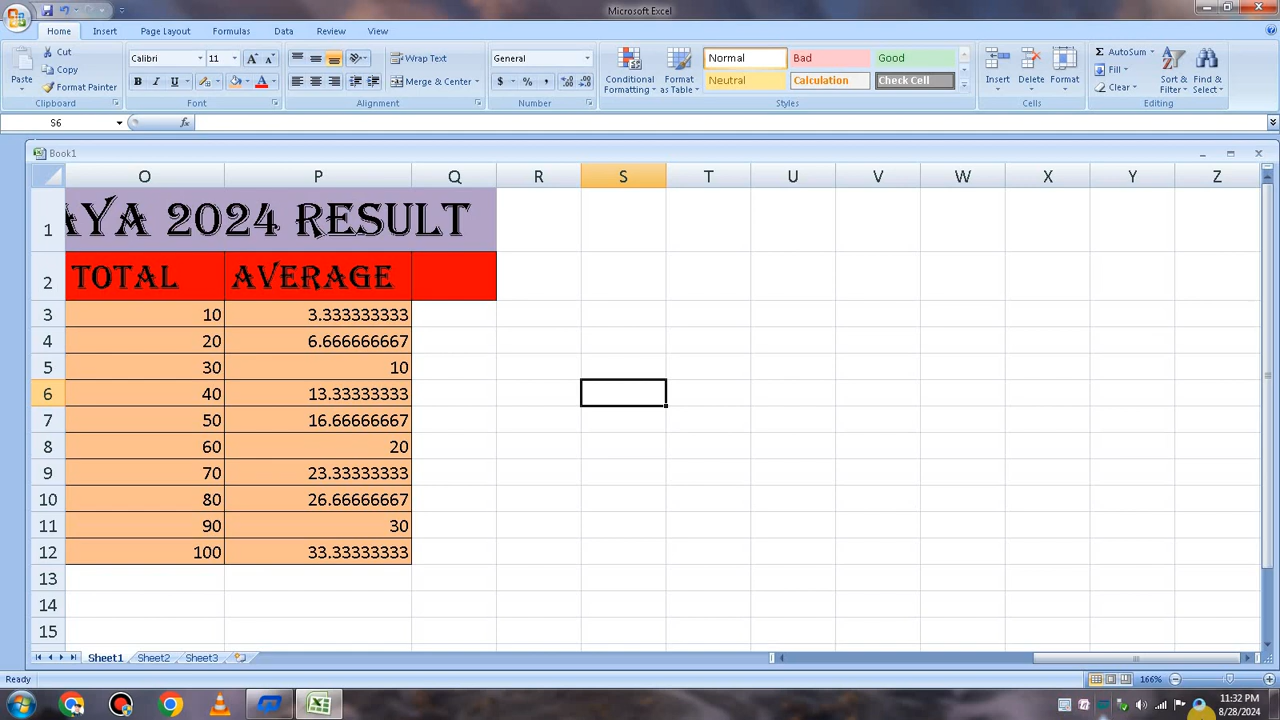 Microsoft Excel
Home Insert Page Layout Formulas Data Review View
Paste
Cut
Copy
Format Painter
Clipboard
Calibri 11
B I U
Font
Wrap Text
Merge & Center
Alignment
General
$ % ,
Number
Conditional Formatting
Format as Table
Normal Bad Good
Neutral Calculation Check Cell
Styles
Insert Delete Format
Cells
AutoSum
Fill
Clear
Sort & Filter
Find & Select
Editing
S6 fx
Book1
O P Q R S T U V W X Y Z
1 AYA 2024 RESULT
2 TOTAL AVERAGE
3 10 3.333333333
4 20 6.666666667
5 30 10
6 40 13.33333333
7 50 16.66666667
8 60 20
9 70 23.33333333
10 80 26.66666667
11 90 30
12 100 33.33333333
13
14
15
Sheet1 Sheet2 Sheet3
Ready 166%
11:32 PM
8/28/2024